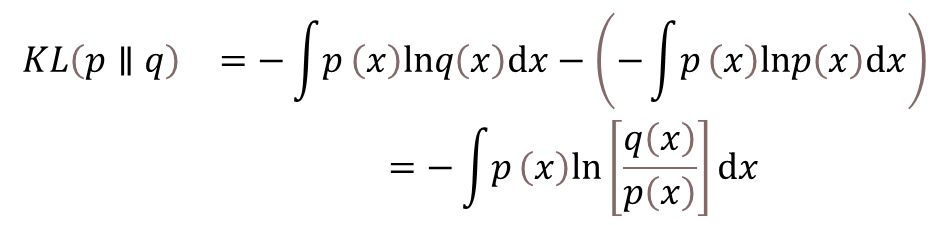 KL(p ∥ q) = − ∫p (x)lnq(x)dx − (− ∫p (x)lnp(x)dx)
= − ∫p (x)ln [q(x)/p(x)] dx